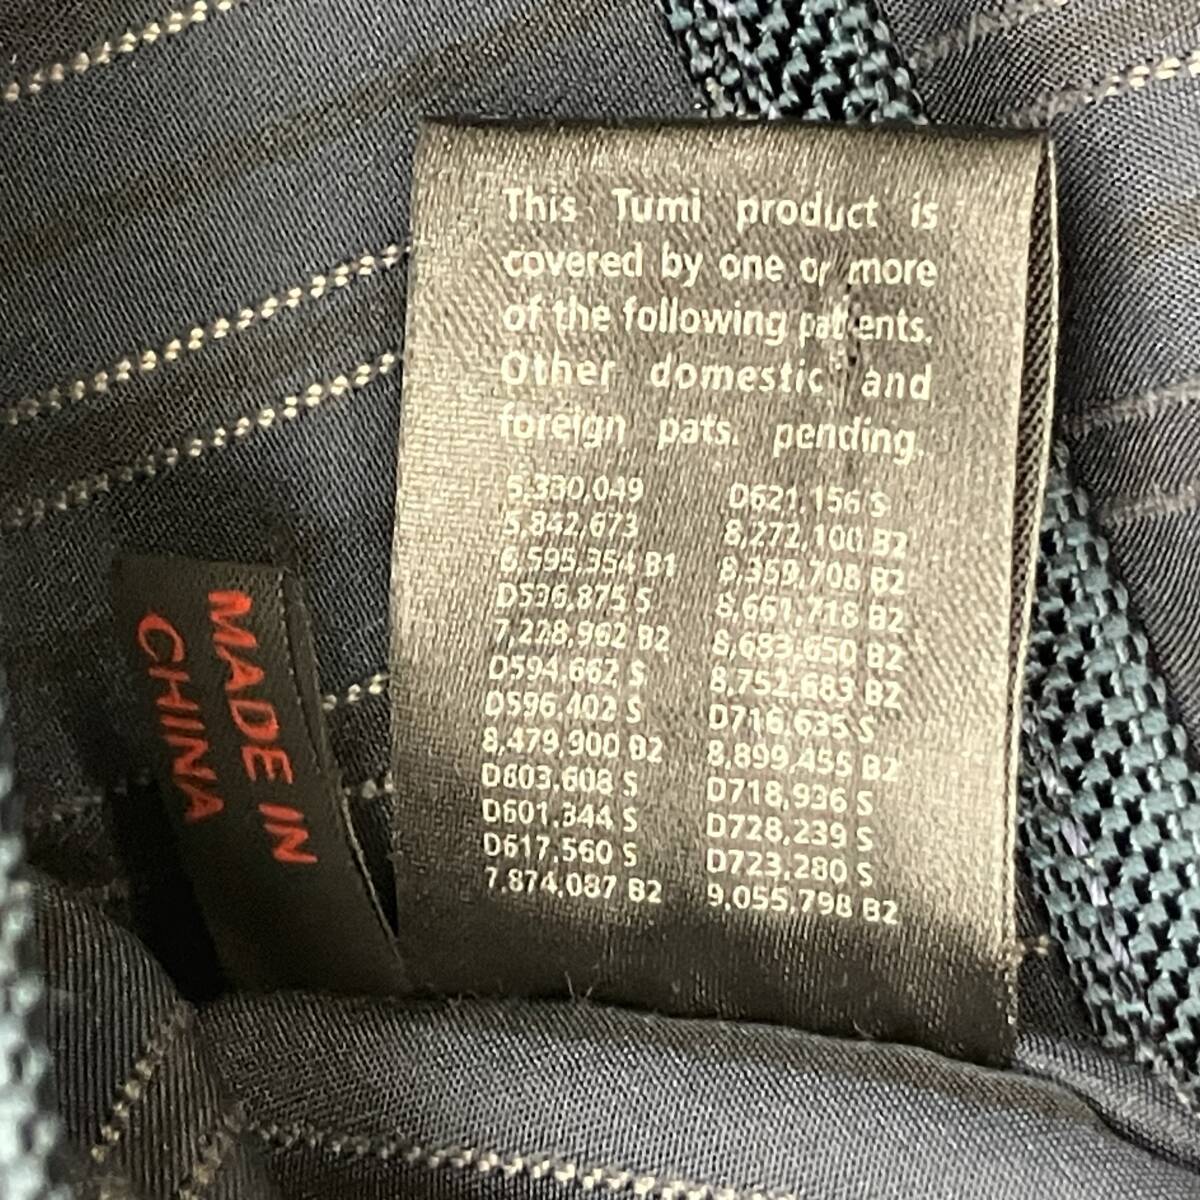 This Tumi product is
covered by one or more
of the following patents.
Other domestic and
foreign pats. pending.
6,330,049
5,842,673
6,595,354 B1
D536,875 S
7,228,962 B2
D594,662 S
D596,402 S
8,479,900 B2
D603,608 S
D601,344 S
D617,560 S
7,874,087 B2
D621,156 S
8,272,100 B2
8,359,708 B2
8,661,718 B2
8,683,650 B2
8,752,683 B2
D716,635 S
8,899,455 B2
D718,936 S
D728,239 S
D723,280 S
9,055,798 B2
MADE IN
CHINA